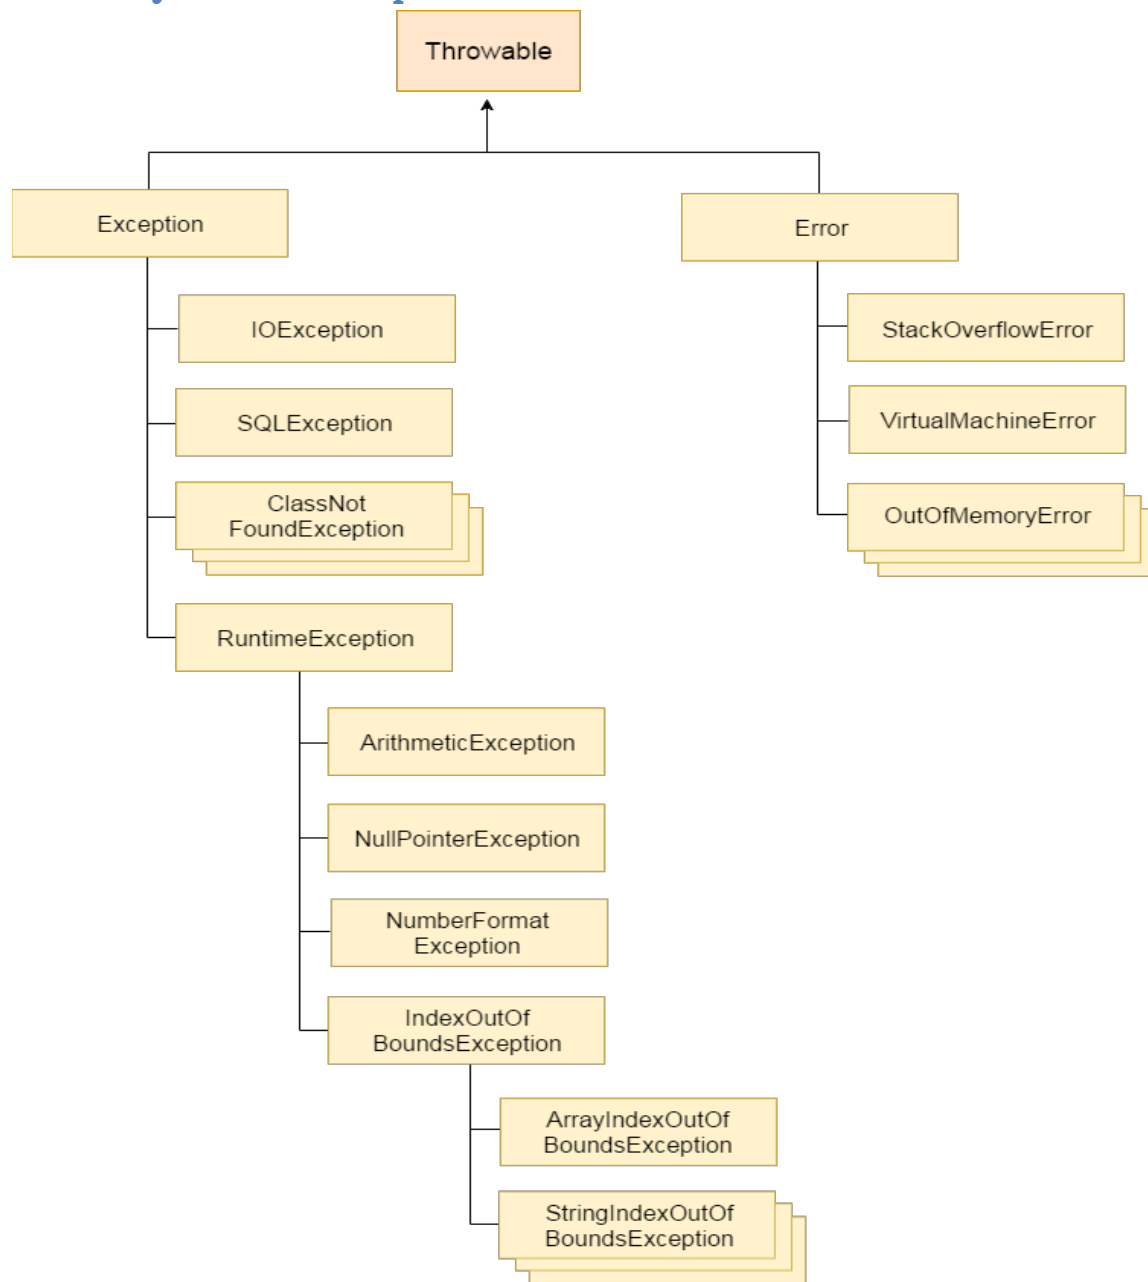 Throwable
Exception
Error
IOException
StackOverflowError
SQLException
VirtualMachineError
ClassNot
FoundException
OutOfMemoryError
RuntimeException
ArithmeticException
NullPointerException
NumberFormat
Exception
IndexOutOf
BoundsException
ArrayIndexOutOf
BoundsException
StringIndexOutOf
BoundsException